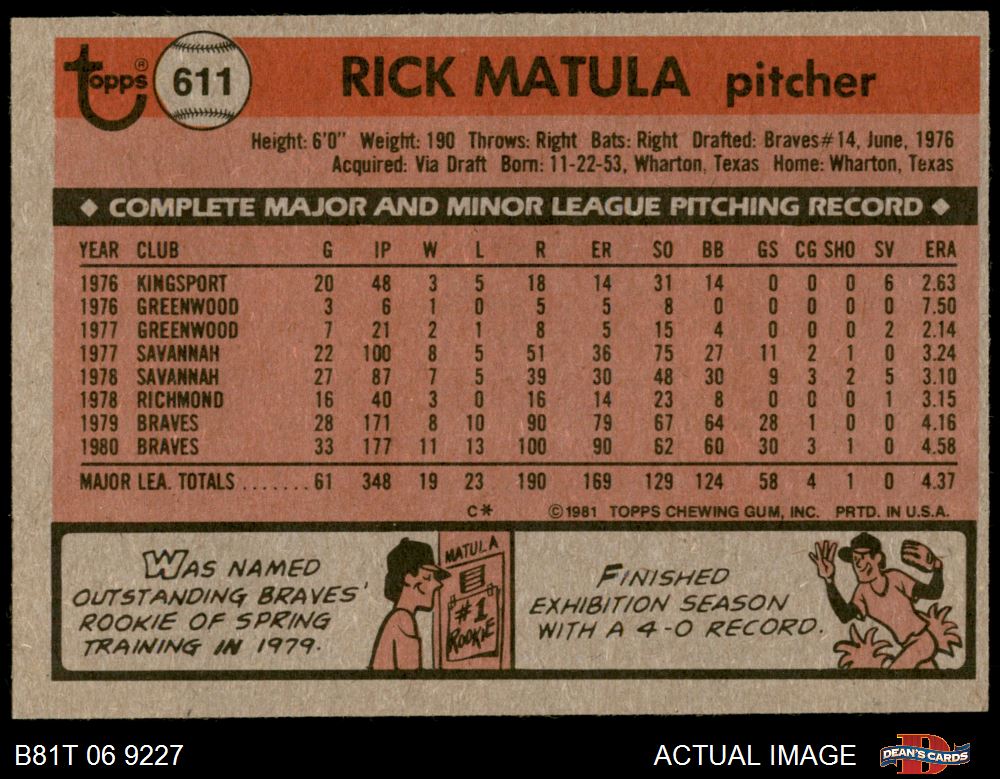 Topps®
611
RICK MATULA pitcher
Height: 6'0" Weight: 190 Throws: Right Bats: Right Drafted: Braves#14, June, 1976
Acquired: Via Draft Born: 11-22-53, Wharton, Texas Home: Wharton, Texas
◆ COMPLETE MAJOR AND MINOR LEAGUE PITCHING RECORD ◆
YEAR CLUB G IP W L R ER SO BB GS CG SHO SV ERA
1976 KINGSPORT 20 48 3 5 18 14 31 14 0 0 0 6 2.63
1976 GREENWOOD 3 6 1 0 5 5 8 0 0 0 0 0 7.50
1977 GREENWOOD 7 21 2 1 8 5 15 4 0 0 0 2 2.14
1977 SAVANNAH 22 100 8 5 51 36 75 27 11 2 1 0 3.24
1978 SAVANNAH 27 87 7 5 39 30 48 30 9 3 2 5 3.10
1978 RICHMOND 16 40 3 0 16 14 23 8 0 0 0 1 3.15
1979 BRAVES 28 171 8 10 90 79 67 64 28 1 0 0 4.16
1980 BRAVES 33 177 11 13 100 90 62 60 30 3 1 0 4.58
MAJOR LEA. TOTALS .......61 348 19 23 190 169 129 124 58 4 1 0 4.37
C* ©1981 TOPPS CHEWING GUM, INC. PRTD. IN U.S.A.
WAS NAMED
OUTSTANDING BRAVES'
ROOKIE OF SPRING
TRAINING IN 1979.
MATULA
#1
ROOKIE
FINISHED
EXHIBITION SEASON
WITH A 4-0 RECORD.
B81T 06 9227
ACTUAL IMAGE
DEAN'S CARDS